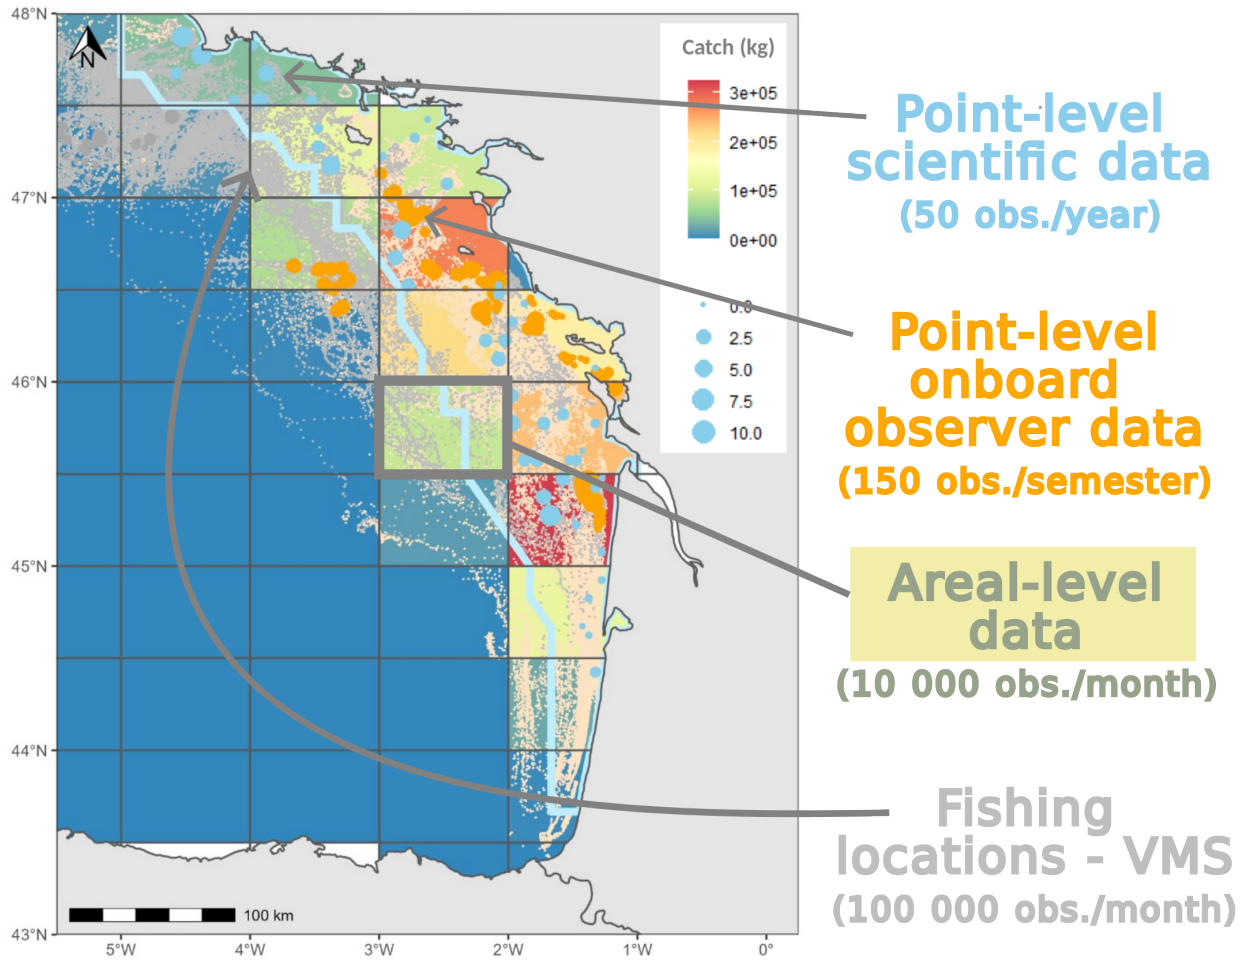 48°N
47°N
46°N
45°N
44°N
43°N
N
Catch (kg)
3e+05
2e+05
1e+05
0e+00
0.0
2.5
5.0
7.5
10.0
100 km
5°W
4°W
3°W
2°W
1°W
0°
Point-level
scientific data
(50 obs./year)
Point-level
onboard
observer data
(150 obs./semester)
Areal-level
data
(10 000 obs./month)
Fishing
locations - VMS
(100 000 obs./month)